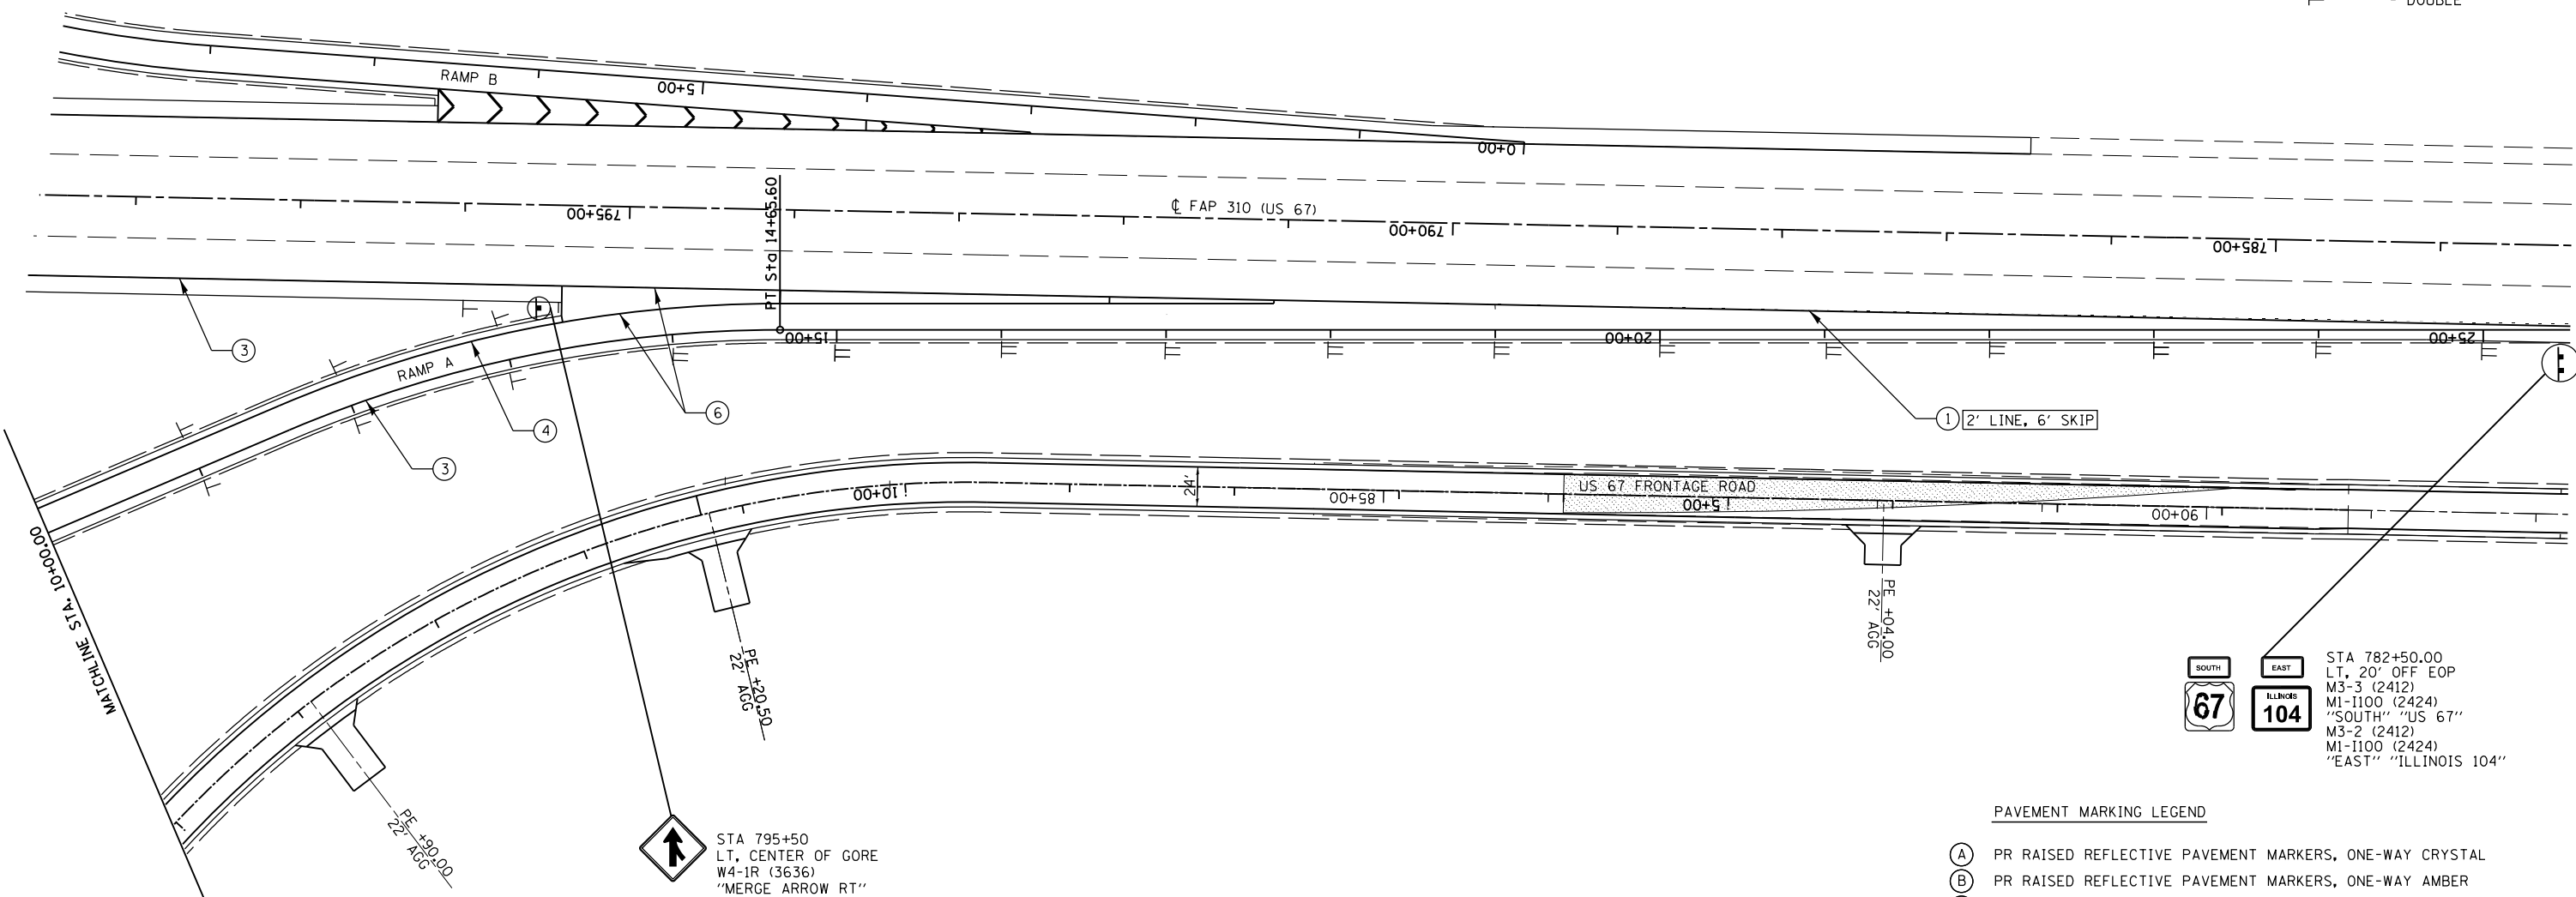 DOUBLE
RAMP B
5+00
0+00
795+00
PT Sta 14+65.60
℄ FAP 310 (US 67)
790+00
785+00
15+00
20+00
25+00
3
RAMP A
6
4
3
1 2' LINE, 6' SKIP
MATCHLINE STA. 10+00.00
10+00
24'
85+00
US 67 FRONTAGE ROAD
5+00
90+00
PE +04.00
22' AGG
PE +20.50
22' AGG
PE +90.00
22' AGG
SOUTH
67
EAST
ILLINOIS
104
STA 782+50.00
LT, 20' OFF EOP
M3-3 (2412)
M1-I100 (2424)
"SOUTH" "US 67"
M3-2 (2412)
M1-I100 (2424)
"EAST" "ILLINOIS 104"
STA 795+50
LT, CENTER OF GORE
W4-1R (3636)
"MERGE ARROW RT"
PAVEMENT MARKING LEGEND
A PR RAISED REFLECTIVE PAVEMENT MARKERS, ONE-WAY CRYSTAL
B PR RAISED REFLECTIVE PAVEMENT MARKERS, ONE-WAY AMBER